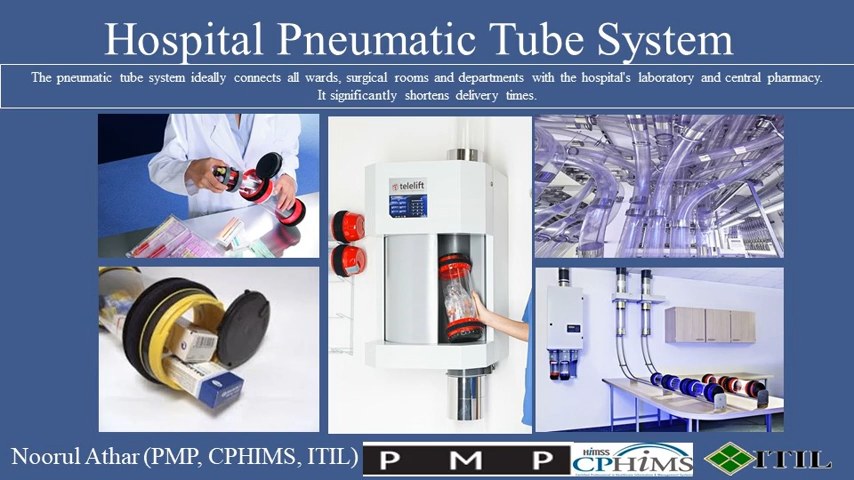 Hospital Pneumatic Tube System
The pneumatic tube system ideally connects all wards, surgical rooms and departments with the hospital's laboratory and central pharmacy.
It significantly shortens delivery times.
telelift
Noorul Athar (PMP, CPHIMS, ITIL)
P M P
HIMSS
CPHIMS
ITIL